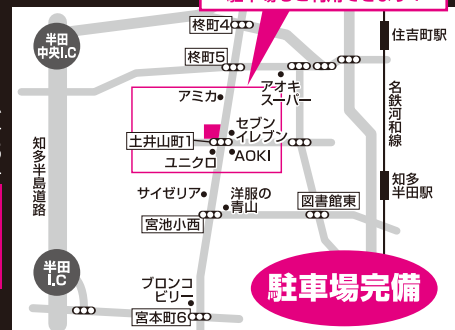 柊町4
住吉町駅
半田
中央I.C
柊町5
アオキ
スーパー
アミカ
名鉄河和線
セブン
イレブン
土井山町1
ユニクロ
AOKI
知多半島道路
知多
半田駅
サイゼリア
洋服の
青山
図書館東
宮池小西
半田
I.C
ブロンコ
ビリー
駐車場完備
宮本町6